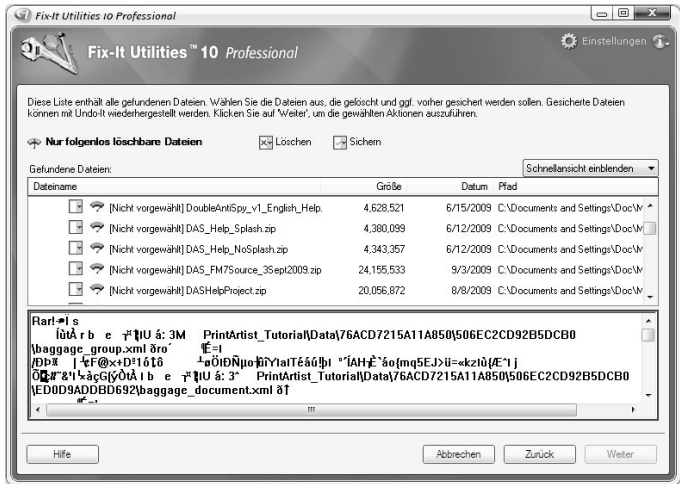 Fix-It Utilities 10 Professional
Fix-It Utilities™ 10 Professional
Einstellungen
Diese Liste enthält alle gefundenen Dateien. Wählen Sie die Dateien aus, die gelöscht und ggf. vorher gesichert werden sollen. Gesicherte Dateien
können mit Undo-It wiederhergestellt werden. Klicken Sie auf 'Weiter', um die gewählten Aktionen auszuführen.
Nur folgenlos löschbare Dateien Löschen Sichern
Gefundene Dateien: Schnellansicht einblenden
Dateiname Größe Datum Pfad
[Nicht vorgewählt] DoubleAntiSpy_v1_English_Help. 4,628,521 6/15/2009 C:\Documents and Settings\Doc\M
[Nicht vorgewählt] DAS_Help_Splash.zip 4,380,099 6/12/2009 C:\Documents and Settings\Doc\M
[Nicht vorgewählt] DAS_Help_NoSplash.zip 4,343,357 6/12/2009 C:\Documents and Settings\Doc\M
[Nicht vorgewählt] DAS_FM7Source_3Sept2009.zip 24,155,533 9/3/2009 C:\Documents and Settings\Doc\M
[Nicht vorgewählt] DASHelpProject.zip 20,056,872 8/8/2009 C:\Documents and Settings\Doc\M
Rar!
3M PrintArtist_Tutorial\Data\76ACD7215A11A850\506EC2CD92B5DCB0
\baggage_group.xml
PrintArtist_Tutorial\Data\76ACD7215A11A850\506EC2CD92B5DCB0
\ED0D9ADDBD692\baggage_document.xml
Hilfe Abbrechen Zurück Weiter